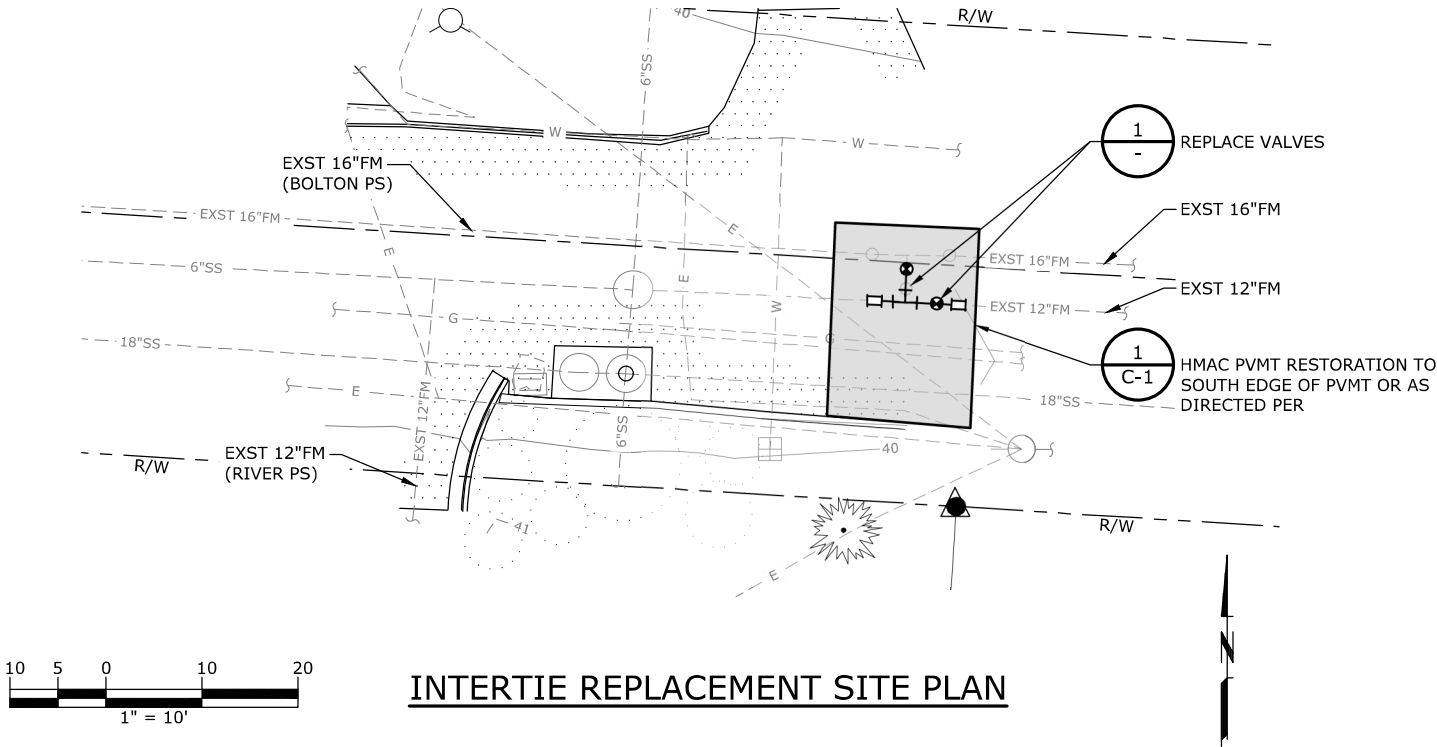 40
R/W
6"SS
W
W
1
-
REPLACE VALVES
EXST 16"FM
(BOLTON PS)
EXST 16"FM
EXST 16"FM
E
E
6"SS
E
W
EXST 16"FM
EXST 12"FM
EXST 12"FM
G
G
18"SS
1
C-1
HMAC PVMT RESTORATION TO
SOUTH EDGE OF PVMT OR AS
DIRECTED PER
E
EXST 12"FM
18"SS
6"SS
40
R/W
EXST 12"FM
(RIVER PS)
41
R/W
E
N
10 5 0 10 20
1" = 10'
INTERTIE REPLACEMENT SITE PLAN